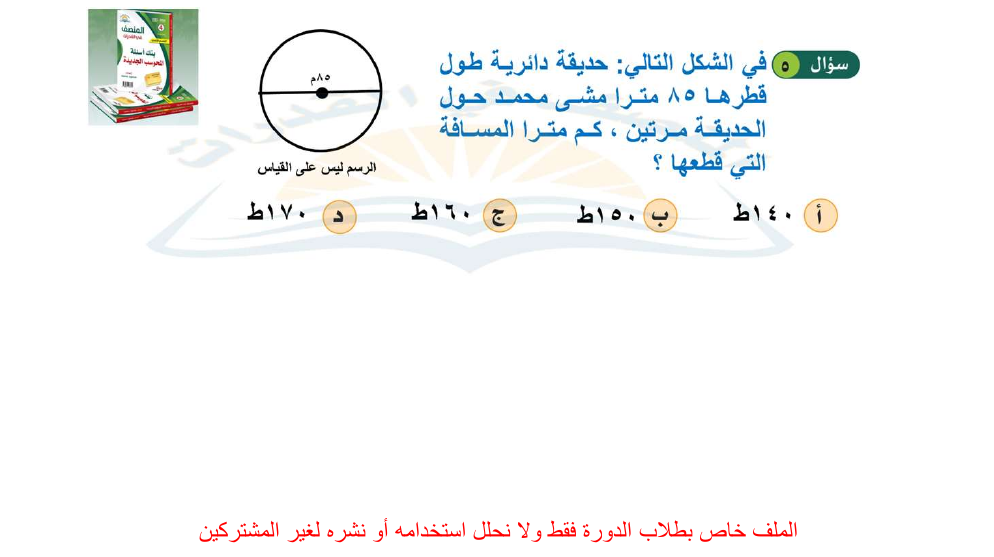 سؤال ٥
في الشكل التالي: حديقة دائرية طول
قطرها ٨٥ مترا مشى محمد حول
الحديقة مرتين ، كم مترا المسافة
التي قطعها ؟
٨٥م
الرسم ليس على القياس
أ ١٤٠ط
ب ١٥٠ط
ج ١٦٠ط
د ١٧٠ط
المنصف
بنك أسئلة
المحوسب الجديدة
الملف خاص بطلاب الدورة فقط ولا نحلل استخدامه أو نشره لغير المشتركين